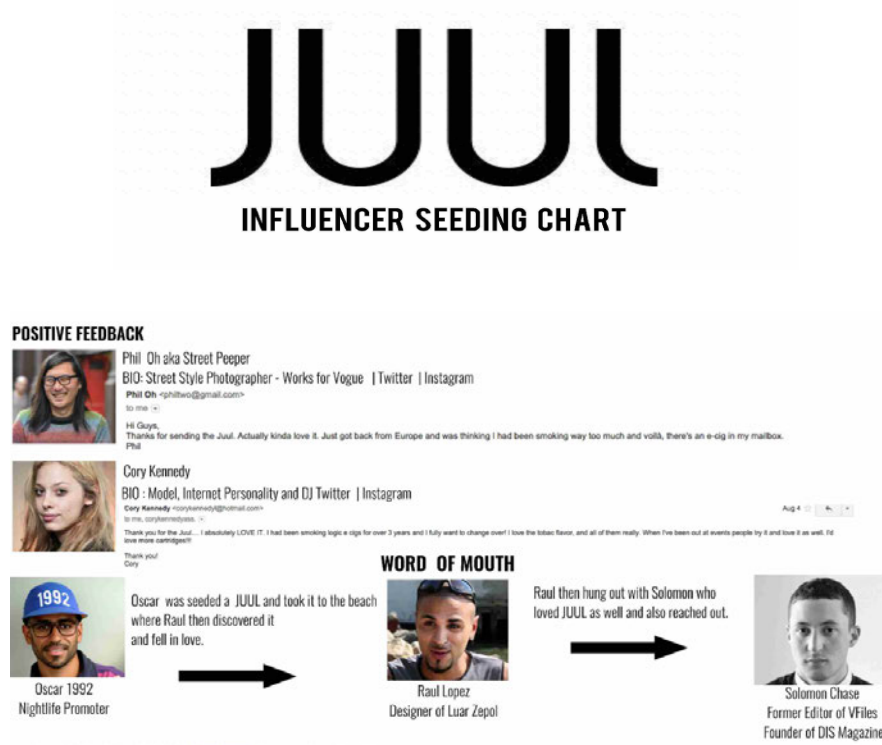 JUUL
INFLUENCER SEEDING CHART
POSITIVE FEEDBACK
Phil Oh aka Street Peeper
BIO: Street Style Photographer - Works for Vogue | Twitter | Instagram
Phil Oh <philtwo@gmail.com>
to me
Hi Guys,
Thanks for sending the Juul. Actually kinda love it. Just got back from Europe and was thinking I had been smoking way too much and voilà, there's an e-cig in my mailbox.
Phil
Cory Kennedy
BIO : Model, Internet Personality and DJ Twitter | Instagram
Cory Kennedy <corykennedyl@hotmail.com>
Aug 4
to me, corykennedyass.
Thank you for the Juul.... I absolutely LOVE IT. I had been smoking logic e cigs for over 3 years and I fully want to change over! I love the tobac flavor, and all of them really. When I've been out at events people try it and love it as well. I'd
love more cartridges!!!
Thank you!
Cory
WORD OF MOUTH
1992
Oscar was seeded a JUUL and took it to the beach
where Raul then discovered it
and fell in love.
Raul then hung out with Solomon who
loved JUUL as well and also reached out.
Oscar 1992
Nightlife Promoter
Raul Lopez
Designer of Luar Zepol
Solomon Chase
Former Editor of VFiles
Founder of DIS Magazine